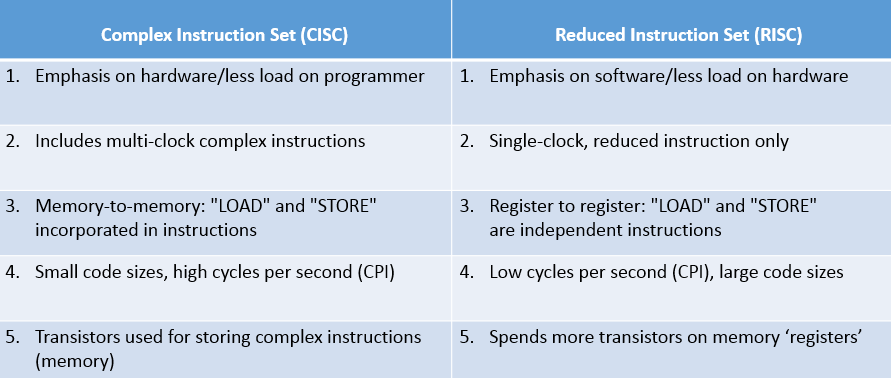 Complex Instruction Set (CISC)
Reduced Instruction Set (RISC)
1. Emphasis on hardware/less load on programmer
1. Emphasis on software/less load on hardware
2. Includes multi-clock complex instructions
2. Single-clock, reduced instruction only
3. Memory-to-memory: "LOAD" and "STORE"
incorporated in instructions
3. Register to register: "LOAD" and "STORE"
are independent instructions
4. Small code sizes, high cycles per second (CPI)
4. Low cycles per second (CPI), large code sizes
5. Transistors used for storing complex instructions
(memory)
5. Spends more transistors on memory ‘registers’